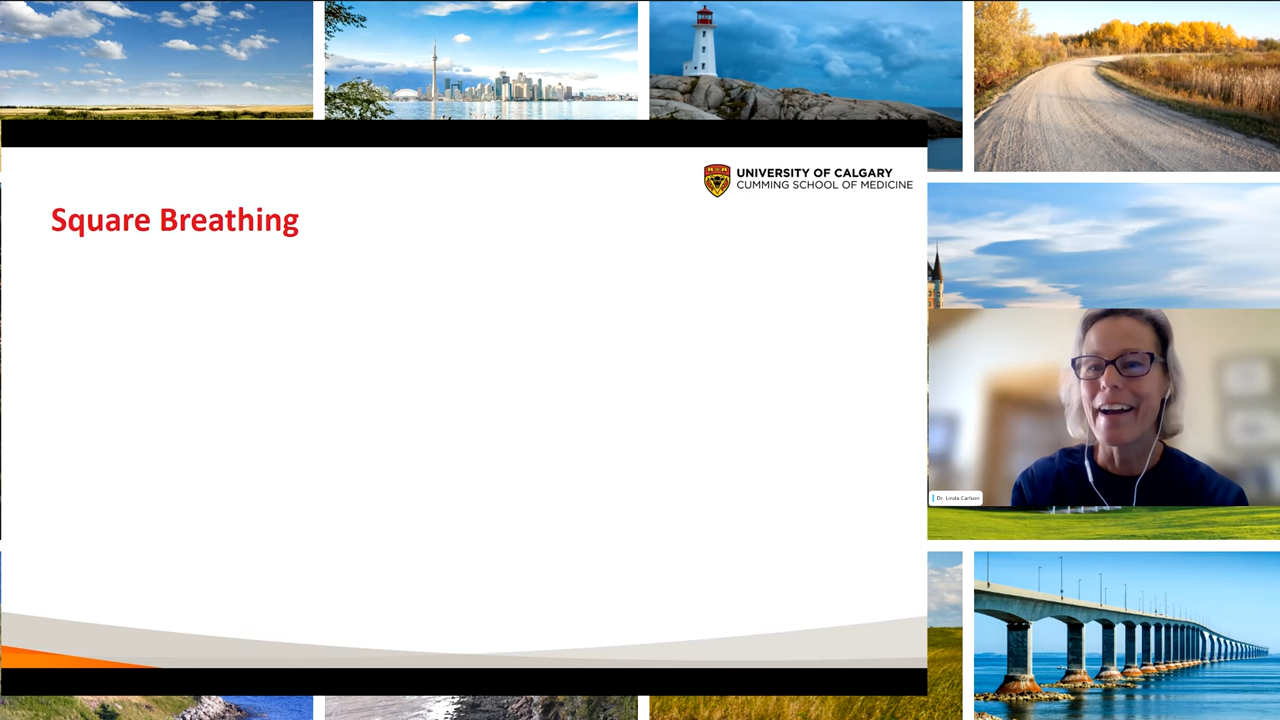 UNIVERSITY OF CALGARY
CUMMING SCHOOL OF MEDICINE
Square Breathing
Dr. Linda Carlson